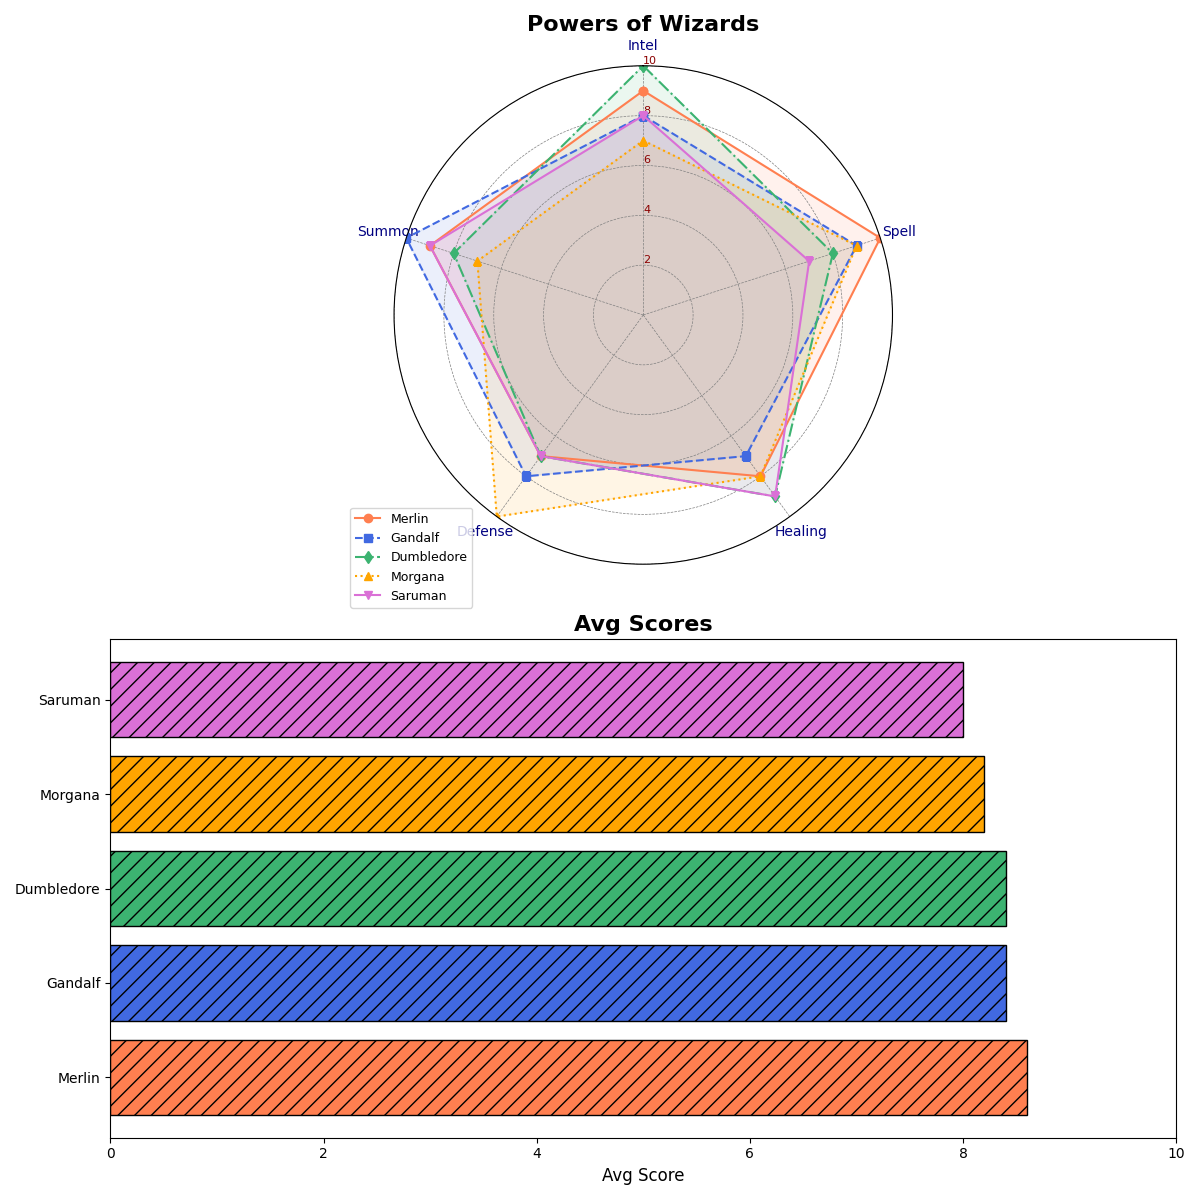 Powers of Wizards
Intel
10
8
6
4
2
Summon
Spell
Defense
Healing
Merlin
Gandalf
Dumbledore
Morgana
Saruman
Avg Scores
Saruman
Morgana
Dumbledore
Gandalf
Merlin
0 2 4 6 8 10
Avg Score